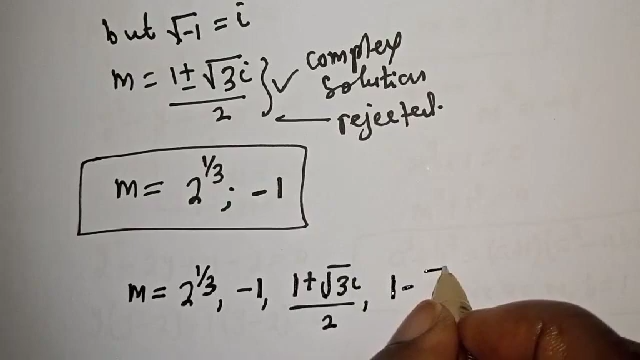 but √-1 = i
m = 1±√3i/2 } ✓ complex
solution
← rejected.
m = 2^1/3; -1
m = 2^1/3, -1, 1+√3i/2, 1-